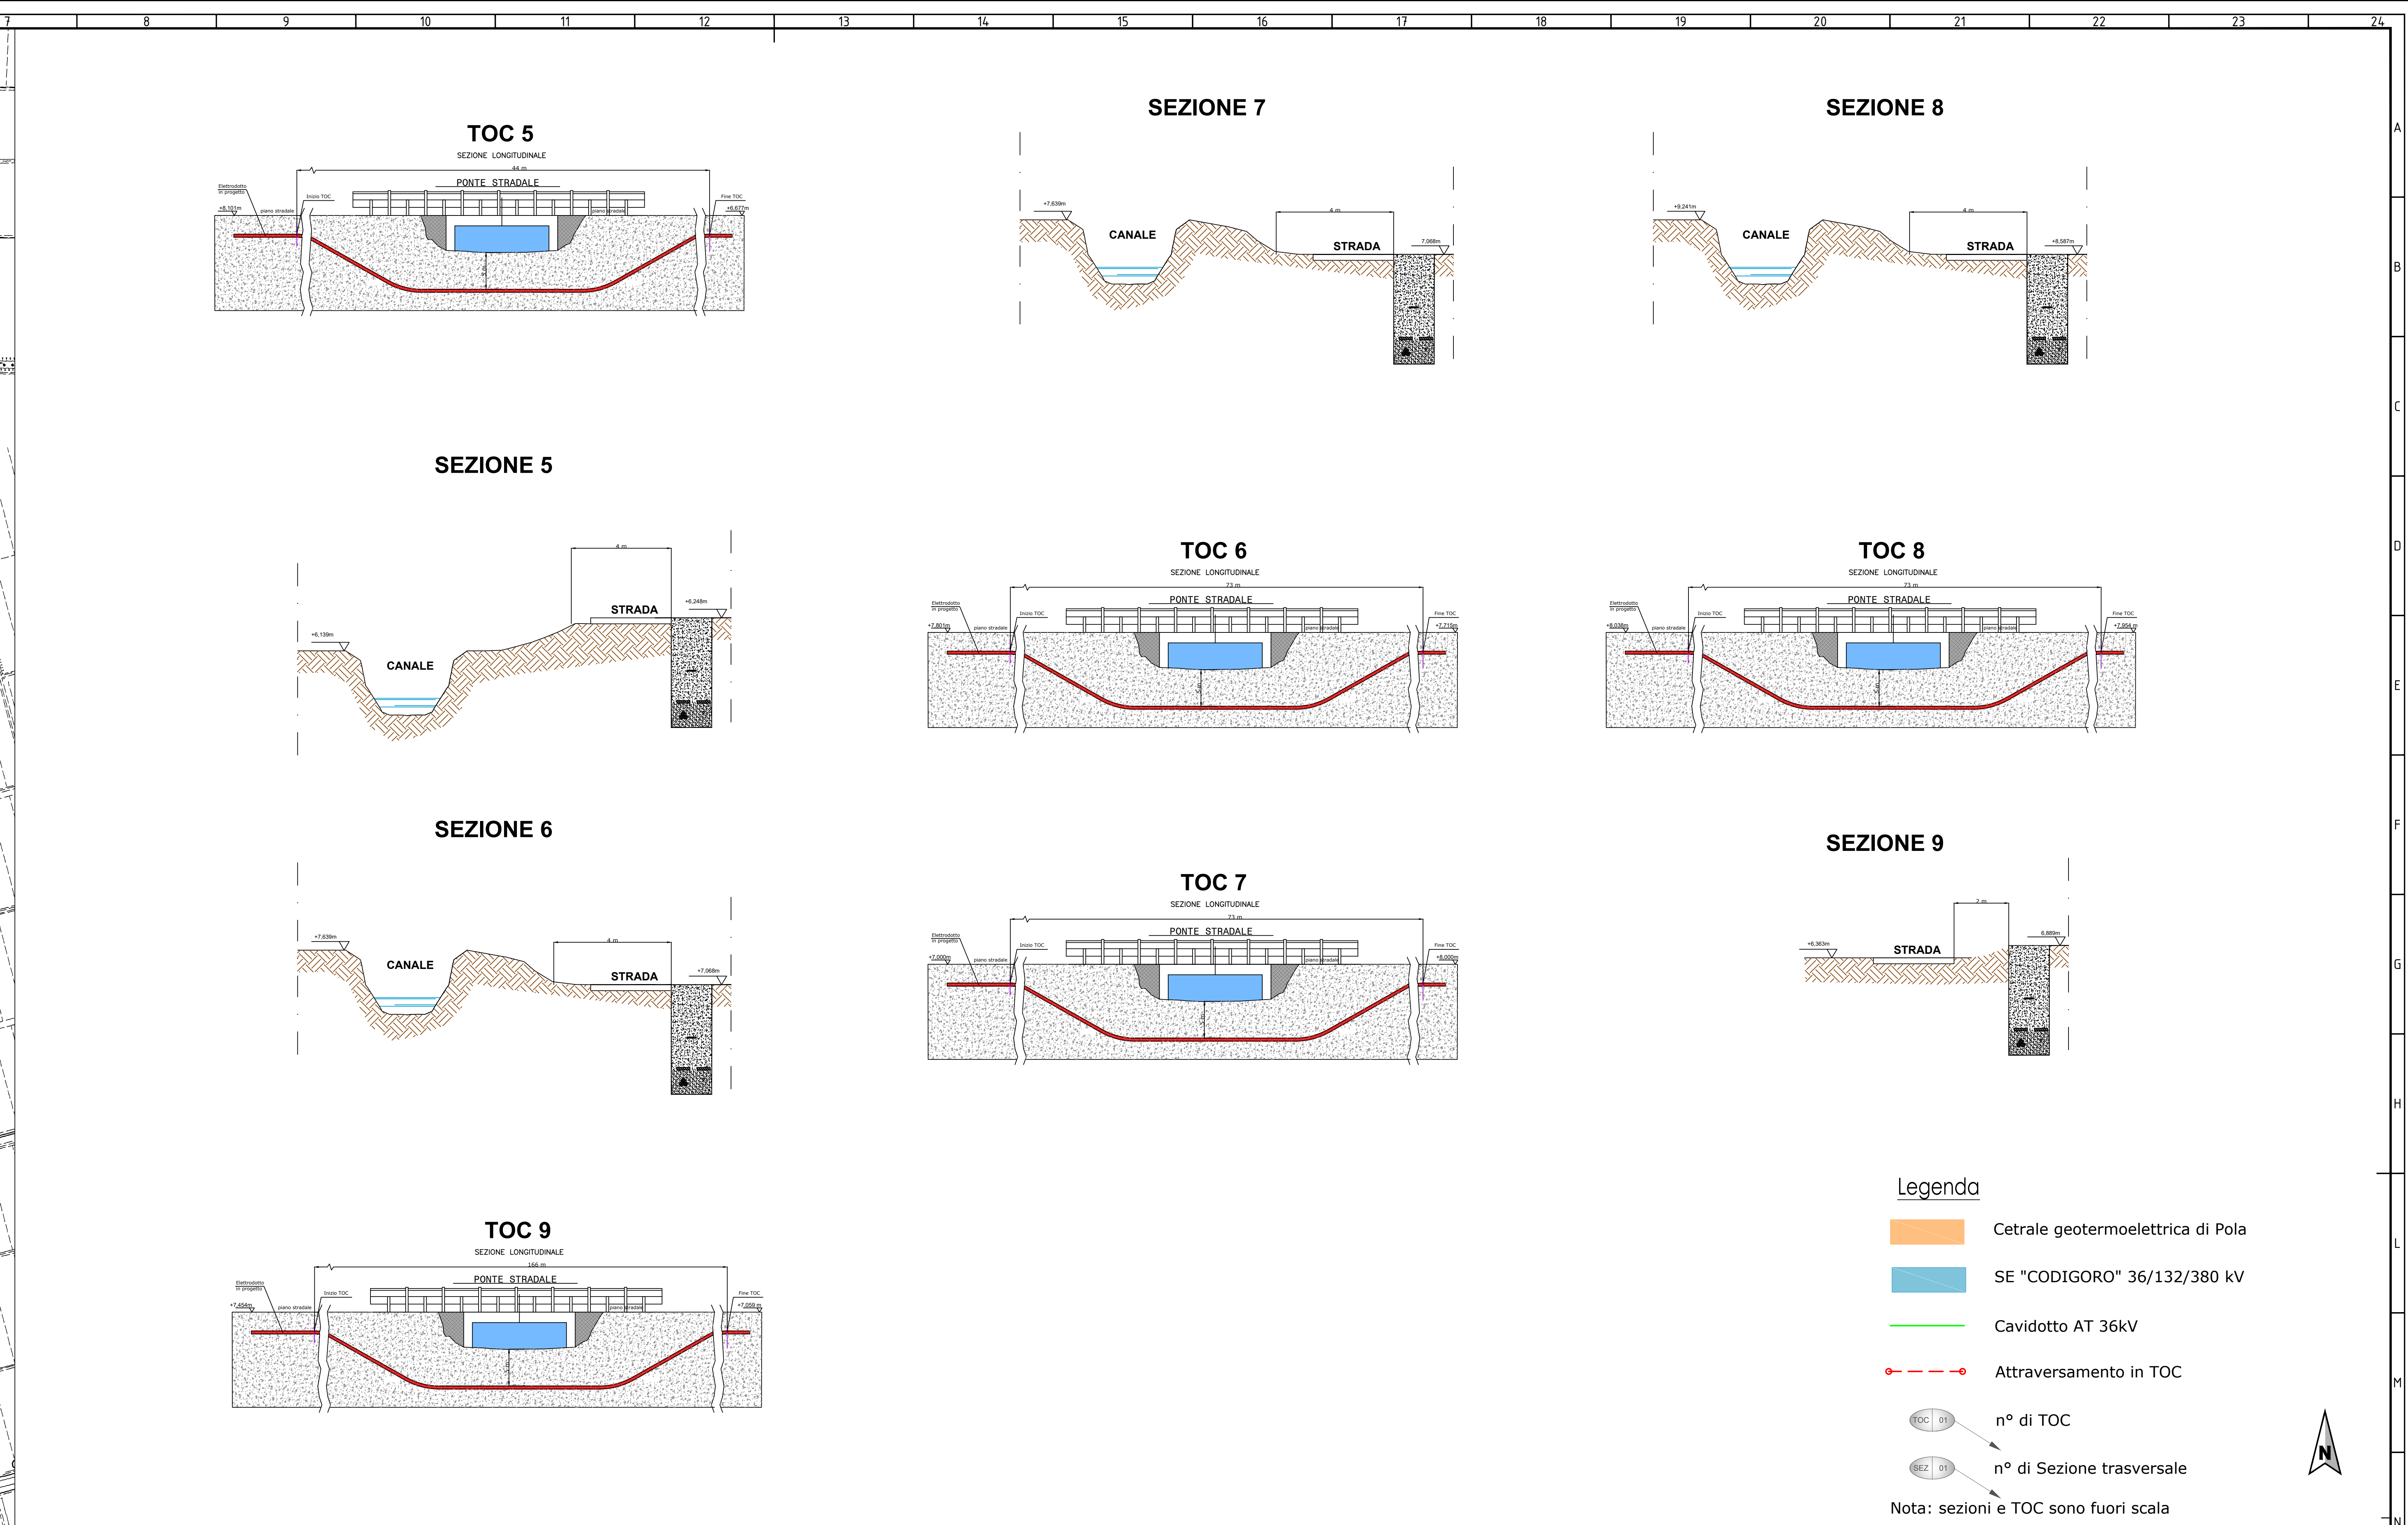 7 8 9 10 11 12 13 14 15 16 17 18 19 20 21 22 23 24
A
B
C
D
E
F
G
H
L
M
N
TOC 5
SEZIONE LONGITUDINALE
44 m
PONTE STRADALE
Elettrodotto
in progetto
Inizio TOC
Fine TOC
+8,101m
piano stradale
piano stradale
+6,677m
SEZIONE 7
+7,639m
CANALE
4 m
STRADA
7,068m
SEZIONE 8
+9,241m
CANALE
4 m
STRADA
+8,587m
SEZIONE 5
4 m
STRADA
+6,248m
+6,139m
CANALE
TOC 6
SEZIONE LONGITUDINALE
73 m
PONTE STRADALE
Elettrodotto
in progetto
Inizio TOC
Fine TOC
+7,801m
piano stradale
piano stradale
+7,715m
5 m
TOC 8
SEZIONE LONGITUDINALE
73 m
PONTE STRADALE
Elettrodotto
in progetto
Inizio TOC
Fine TOC
+8,038m
piano stradale
piano stradale
+7,954 m
5 m
SEZIONE 6
+7,639m
CANALE
4 m
STRADA
+7,068m
TOC 7
SEZIONE LONGITUDINALE
73 m
PONTE STRADALE
Elettrodotto
in progetto
Inizio TOC
Fine TOC
+7,000m
piano stradale
piano stradale
+8,000m
SEZIONE 9
2 m
+6,363m
STRADA
6,889m
TOC 9
SEZIONE LONGITUDINALE
166 m
PONTE STRADALE
Elettrodotto
in progetto
Inizio TOC
Fine TOC
+7,454m
piano stradale
piano stradale
+7,059 m
5 m
Legenda
Cetrale geotermoelettrica di Pola
SE "CODIGORO" 36/132/380 kV
Cavidotto AT 36kV
Attraversamento in TOC
TOC 01 n° di TOC
SEZ 01 n° di Sezione trasversale
Nota: sezioni e TOC sono fuori scala
N